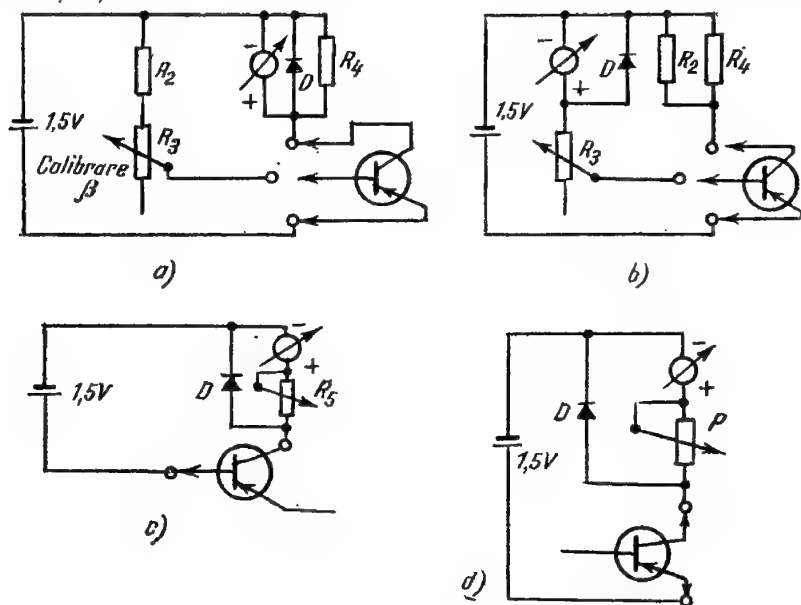 R₂
R₃
Calibrare
β
1,5V
-
+
D
R₄
a)
1,5V
-
+
D
R₂
R₄
R₃
b)
1,5V
D
-
+
R₅
c)
1,5V
D
-
+
P
d)